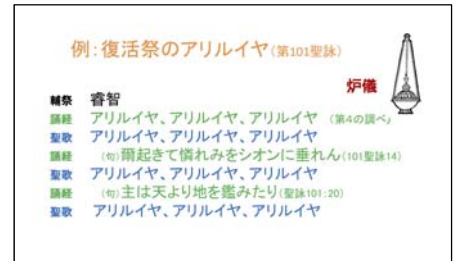 例：復活祭のアリルイヤ（第101聖詠）
炉儀
輔祭 睿智
誦経 アリルイヤ、アリルイヤ、アリルイヤ （第４の調べ）
聖歌 アリルイヤ、アリルイヤ、アリルイヤ
誦経 （句）爾起きて憐れみをシオンに垂れん（101聖詠14）
聖歌 アリルイヤ、アリルイヤ、アリルイヤ
誦経 （句）主は天より地を鑑みたり（聖詠101：20）
聖歌 アリルイヤ、アリルイヤ、アリルイヤ